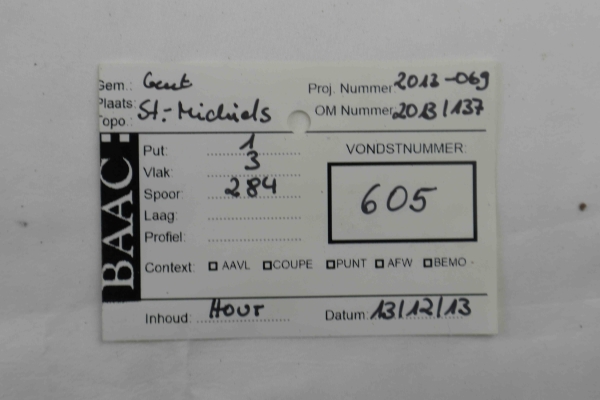 Gem.: Gent
Proj. Nummer 2013-069
Plaats: St.-Michiels
OM Nummer 2013/137
Topo.:
BAAC
Put: 1
Vlak: 3
Spoor: 284
Laag:
Profiel:
VONDSTNUMMER:
605
Context: AAVL COUPE PUNT AFW BEMO
Inhoud: Hout
Datum: 13/12/13